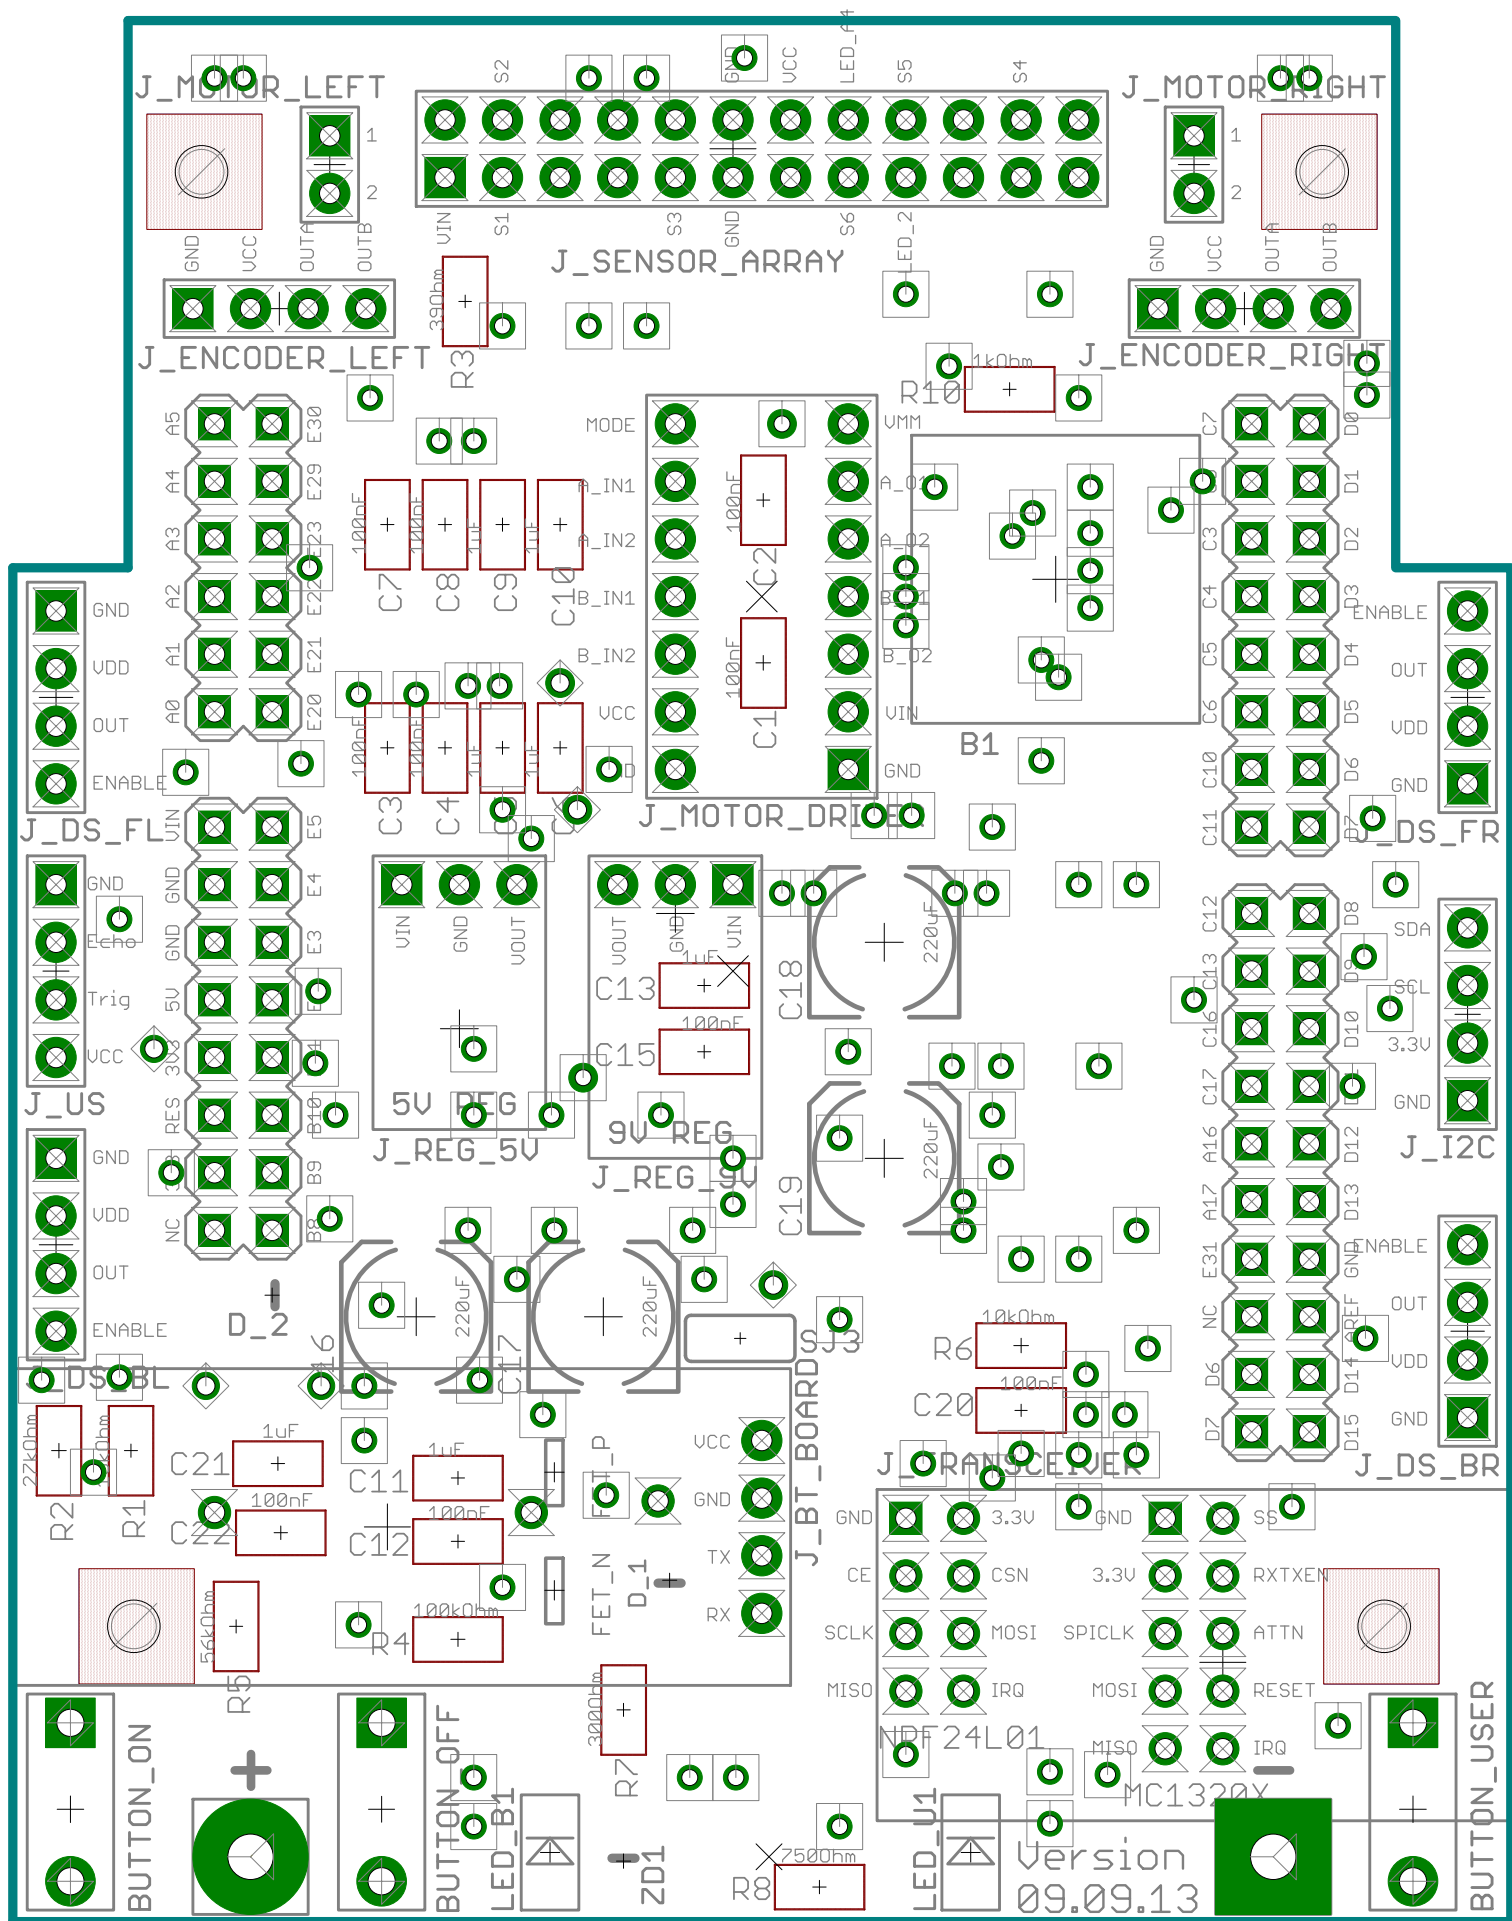 J_MOTOR_LEFT
S2
GND
VCC
LED_A4
S5
S4
J_MOTOR_RIGHT
1
2
1
2
VIN
S1
S3
GND
S6
LED_2
J_SENSOR_ARRAY
GND
VCC
OUTA
OUTB
J_ENCODER_LEFT
GND
VCC
OUTA
OUTB
J_ENCODER_RIGHT
39Ohm
R3
1kOhm
R10
A5
A4
A3
A2
A1
A0
E30
E29
E23
E22
E21
E20
100nF
C7
100nF
C8
1uF
C9
1uF
C10
100nF
C3
100nF
C4
1uF
1uF
MODE
A_IN1
A_IN2
B_IN1
B_IN2
VCC
VMM
A_O1
A_O2
B_O2
VIN
GND
100nF
C2
100nF
C1
J_MOTOR_DRIVER
B1
C7
C3
C4
C5
C6
C10
C11
D0
D1
D2
D3
D4
D5
D6
D7
GND
VDD
OUT
ENABLE
J_DS_FL
ENABLE
OUT
VDD
GND
J_DS_FR
GND
Echo
Trig
VCC
J_US
VIN
GND
GND
5V
3V3
RES
NC
E5
E4
E3
B10
B9
B8
VIN
GND
VOUT
5V REG
J_REG_5V
VOUT
GND
VIN
1uF
C13
100nF
C15
9V REG
J_REG_9V
220uF
C18
220uF
C19
C12
C13
C16
C17
A16
A17
E31
NC
D6
D7
D8
D9
D10
D12
D13
GND
AREF
D14
D15
SDA
SCL
3.3V
GND
J_I2C
GND
VDD
OUT
ENABLE
J_DS_BL
D_2
220uF
C17
220uF
SJ3
10kOhm
R6
100nF
C20
ENABLE
OUT
VDD
GND
J_DS_BR
27kOhm
R2
R1
1uF
C21
100nF
C22
1uF
C11
100nF
C12
100kOhm
R4
56kOhm
R5
FET_P
FET_N
D_1
VCC
GND
TX
RX
J_BT_BOARD
J_TRANSCEIVER
GND
CE
SCLK
MISO
3.3V
CSN
MOSI
IRQ
NRF24L01
GND
3.3V
SPICLK
MOSI
MISO
SS
RXTXEN
ATTN
RESET
IRQ
MC1320X
300Ohm
R7
BUTTON_ON
BUTTON_OFF
LED_B1
ZD1
750Ohm
R8
LED_U1
BUTTON_USER
Version
09.09.13